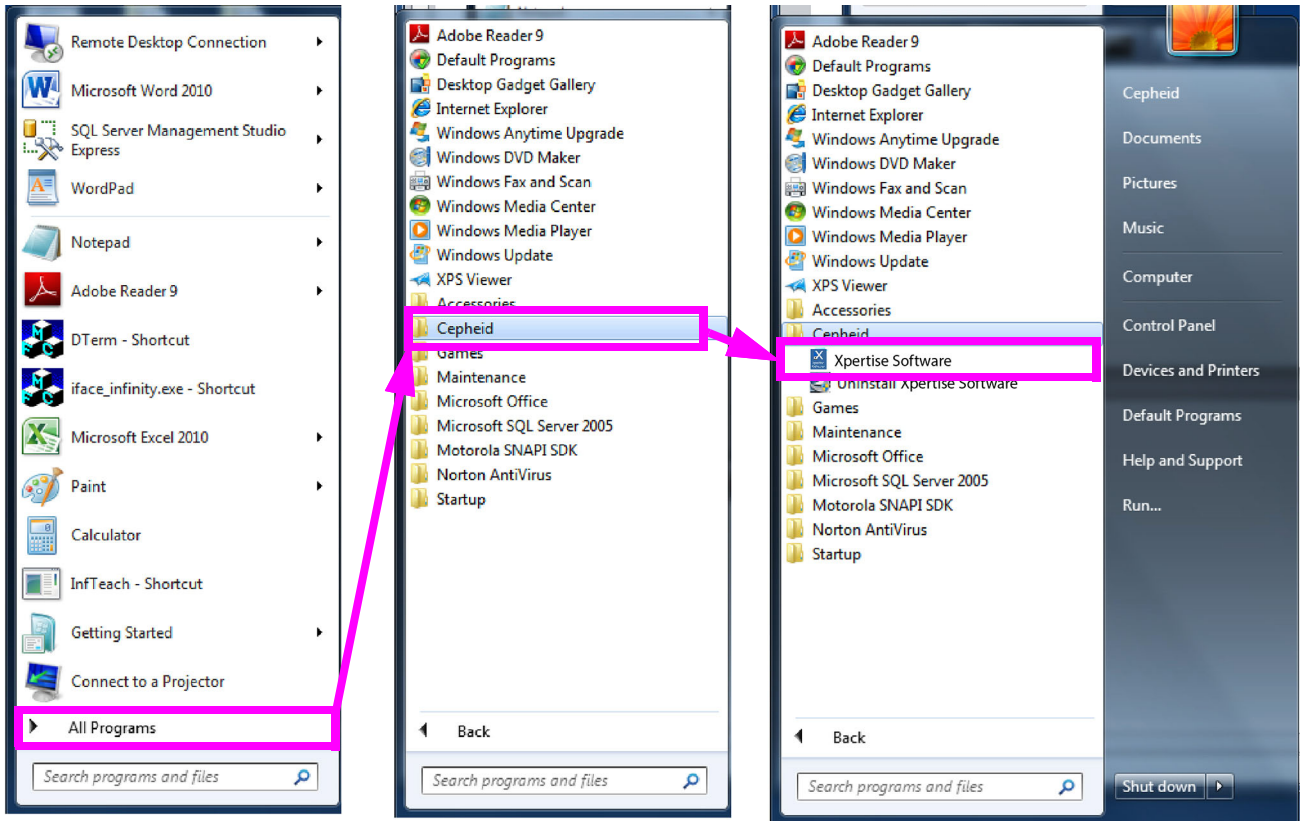 Remote Desktop Connection
Microsoft Word 2010
SQL Server Management Studio
Express
WordPad
Notepad
Adobe Reader 9
DTerm - Shortcut
iface_infinity.exe - Shortcut
Microsoft Excel 2010
Paint
Calculator
InfTeach - Shortcut
Getting Started
Connect to a Projector
All Programs
Search programs and files
Adobe Reader 9
Default Programs
Desktop Gadget Gallery
Internet Explorer
Windows Anytime Upgrade
Windows DVD Maker
Windows Fax and Scan
Windows Media Center
Windows Media Player
Windows Update
XPS Viewer
Accessories
Cepheid
Games
Maintenance
Microsoft Office
Microsoft SQL Server 2005
Motorola SNAPI SDK
Norton AntiVirus
Startup
Back
Search programs and files
Adobe Reader 9
Default Programs
Desktop Gadget Gallery
Internet Explorer
Windows Anytime Upgrade
Windows DVD Maker
Windows Fax and Scan
Windows Media Center
Windows Media Player
Windows Update
XPS Viewer
Accessories
Cepheid
Xpertise Software
Uninstall Xpertise Software
Games
Maintenance
Microsoft Office
Microsoft SQL Server 2005
Motorola SNAPI SDK
Norton AntiVirus
Startup
Back
Search programs and files
Cepheid
Documents
Pictures
Music
Computer
Control Panel
Devices and Printers
Default Programs
Help and Support
Run...
Shut down